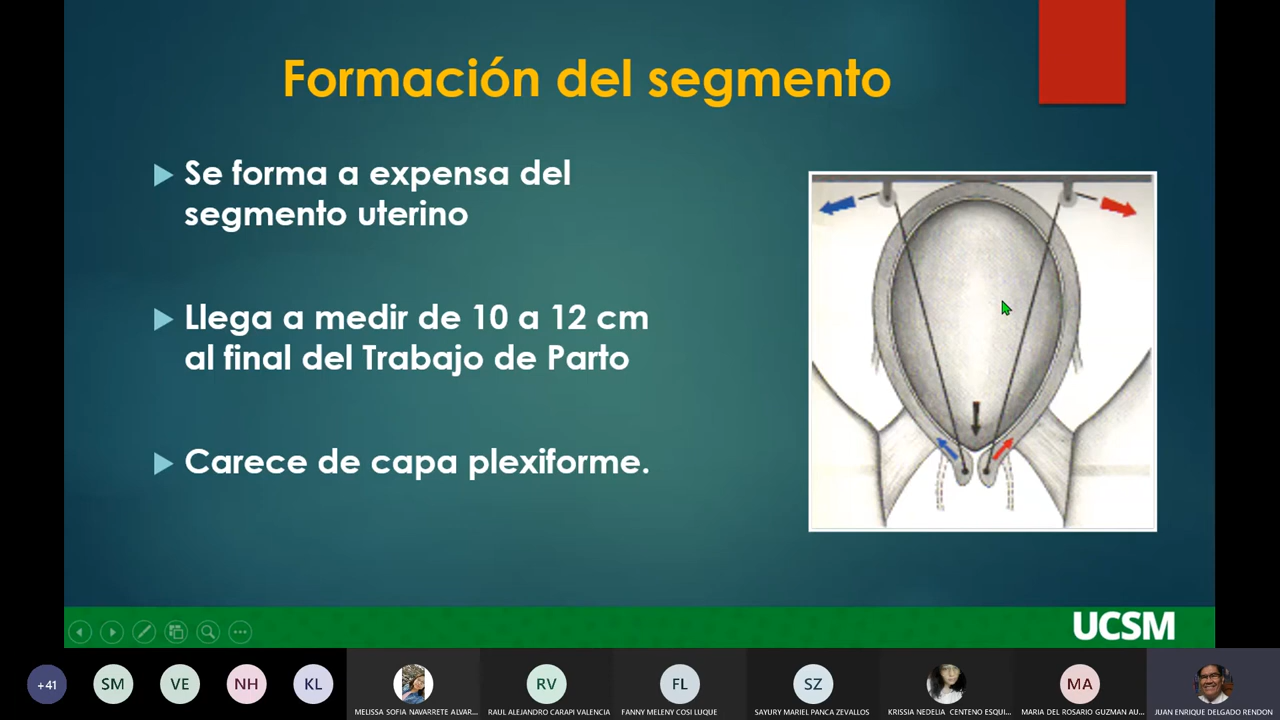 Formación del segmento
Se forma a expensa del
segmento uterino
Llega a medir de 10 a 12 cm
al final del Trabajo de Parto
Carece de capa plexiforme.
UCSM
+41
SM
VE
NH
KL
RV
FL
SZ
MA
MELISSA SOFIA NAVARRETE ALVAR...
RAUL ALEJANDRO CARAPI VALENCIA
FANNY MELENY COSI LUQUE
SAYURY MARIEL PANCA ZEVALLOS
KRISSIA NEDELIA CENTENO ESQUI...
MARIA DEL ROSARIO GUZMAN AU...
JUAN ENRIQUE DELGADO RENDON